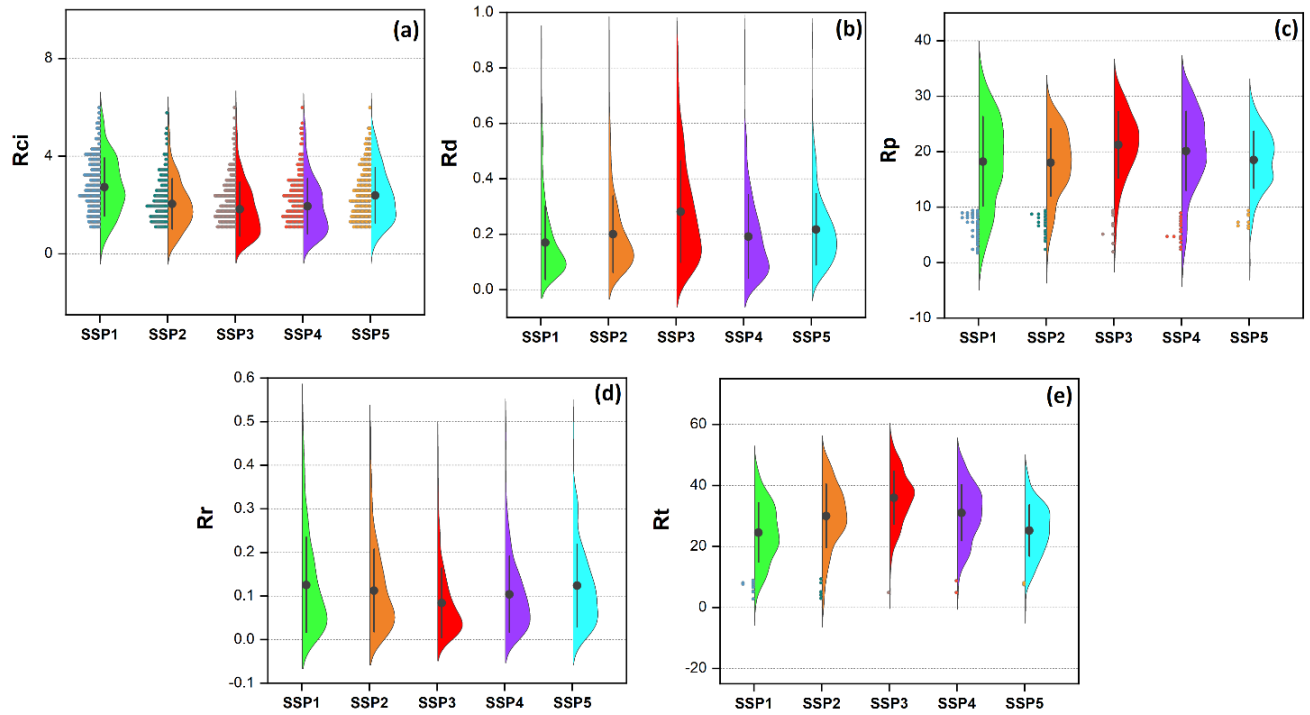 (a)
Rci
8
4
0
SSP1 SSP2 SSP3 SSP4 SSP5
(b)
Rd
1.0
0.8
0.6
0.4
0.2
0.0
SSP1 SSP2 SSP3 SSP4 SSP5
(c)
Rp
40
30
20
10
0
-10
SSP1 SSP2 SSP3 SSP4 SSP5
(d)
Rr
0.6
0.5
0.4
0.3
0.2
0.1
0.0
-0.1
SSP1 SSP2 SSP3 SSP4 SSP5
(e)
Rt
60
40
20
0
-20
SSP1 SSP2 SSP3 SSP4 SSP5